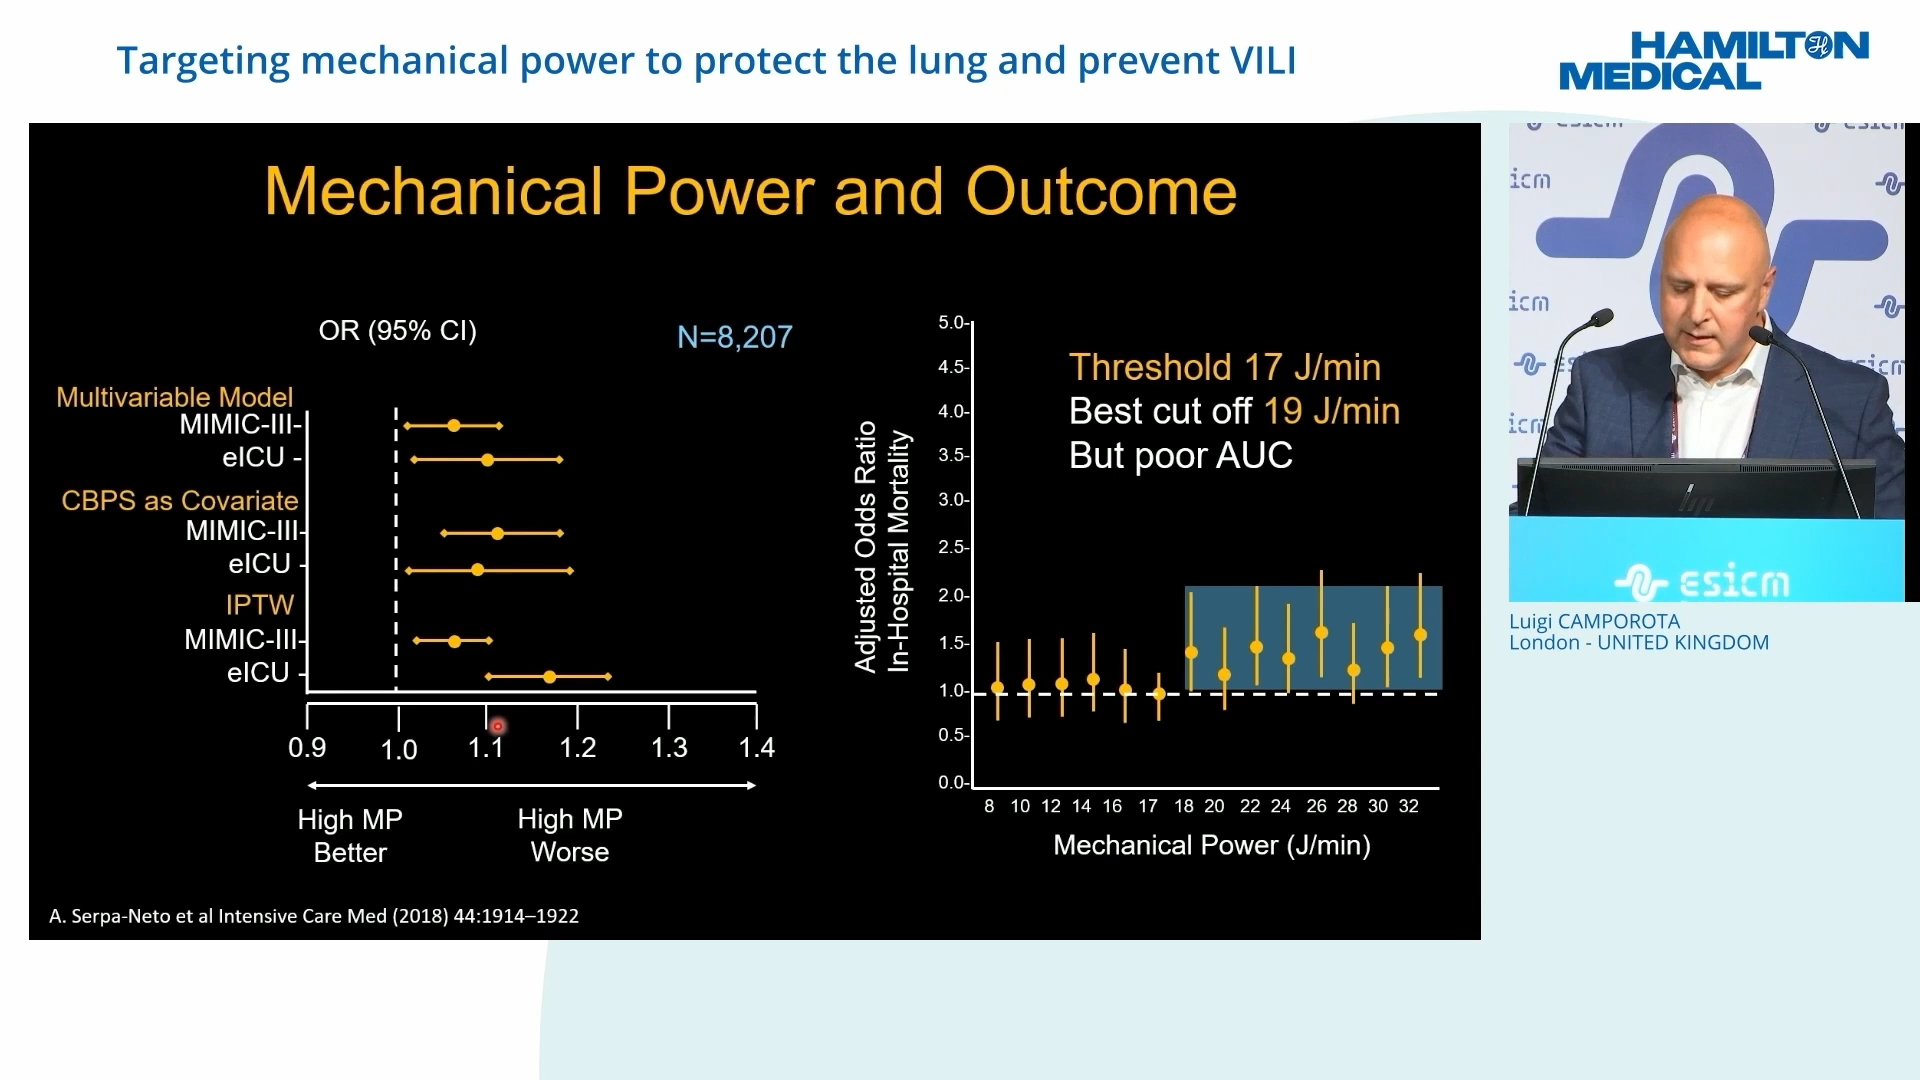 Targeting mechanical power to protect the lung and prevent VILI
HAMILTON
MEDICAL
Mechanical Power and Outcome
OR (95% CI)
N=8,207
Multivariable Model
MIMIC-III-
eICU -
CBPS as Covariate
MIMIC-III-
eICU -
IPTW
MIMIC-III-
eICU -
0.9 1.0 1.1 1.2 1.3 1.4
High MP
Better
High MP
Worse
Threshold 17 J/min
Best cut off 19 J/min
But poor AUC
Adjusted Odds Ratio
In-Hospital Mortality
5.0-
4.5-
4.0-
3.5-
3.0-
2.5-
2.0-
1.5-
1.0-
0.5-
0.0-
8 10 12 14 16 17 18 20 22 24 26 28 30 32
Mechanical Power (J/min)
A. Serpa-Neto et al Intensive Care Med (2018) 44:1914–1922
esicm
Luigi CAMPOROTA
London - UNITED KINGDOM